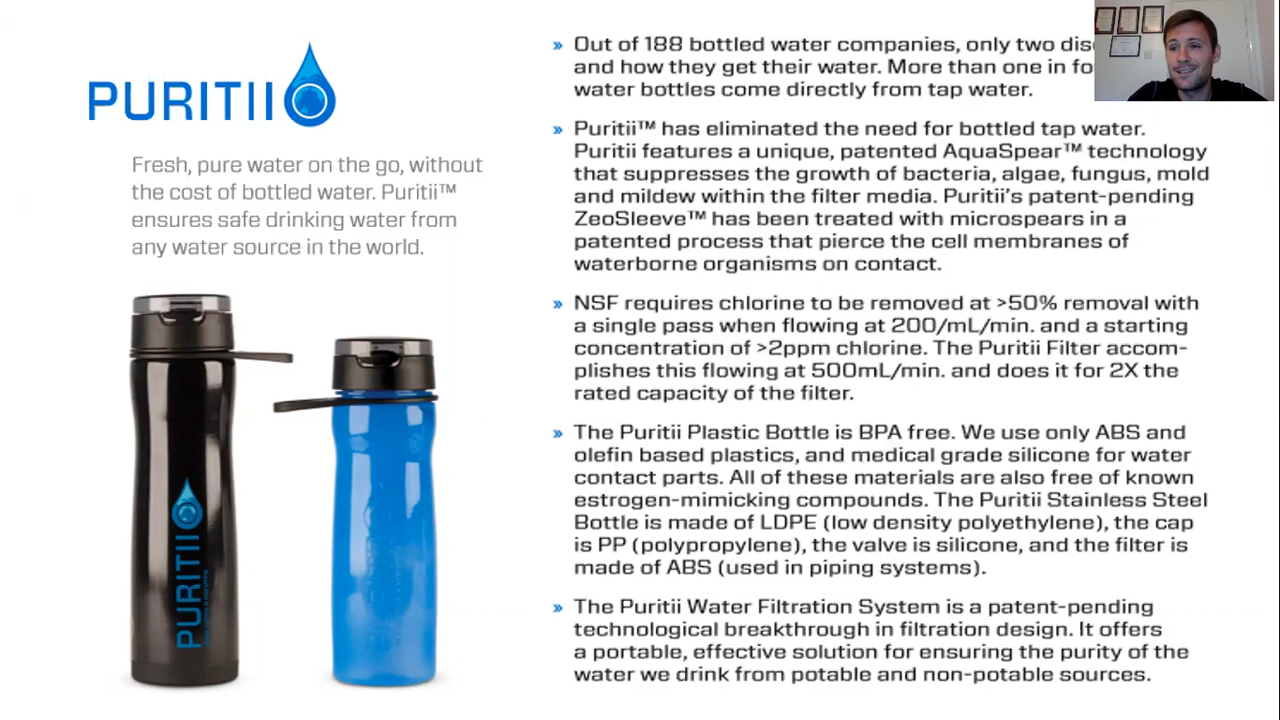 PURITII
Fresh, pure water on the go, without
the cost of bottled water. Puritii™
ensures safe drinking water from
any water source in the world.
PURITII
» Out of 188 bottled water companies, only two
and how they get their water. More than one in
water bottles come directly from tap water.
» Puritii™ has eliminated the need for bottled tap water.
Puritii features a unique, patented AquaSpear™ technology
that suppresses the growth of bacteria, algae, fungus, mold
and mildew within the filter media. Puritii's patent-pending
ZeoSleeve™ has been treated with microspears in a
patented process that pierce the cell membranes of
waterborne organisms on contact.
» NSF requires chlorine to be removed at >50% removal with
a single pass when flowing at 200/mL/min. and a starting
concentration of >2ppm chlorine. The Puritii Filter accom-
plishes this flowing at 500mL/min. and does it for 2X the
rated capacity of the filter.
» The Puritii Plastic Bottle is BPA free. We use only ABS and
olefin based plastics, and medical grade silicone for water
contact parts. All of these materials are also free of known
estrogen-mimicking compounds. The Puritii Stainless Steel
Bottle is made of LDPE (low density polyethylene), the cap
is PP (polypropylene), the valve is silicone, and the filter is
made of ABS (used in piping systems).
» The Puritii Water Filtration System is a patent-pending
technological breakthrough in filtration design. It offers
a portable, effective solution for ensuring the purity of the
water we drink from potable and non-potable sources.